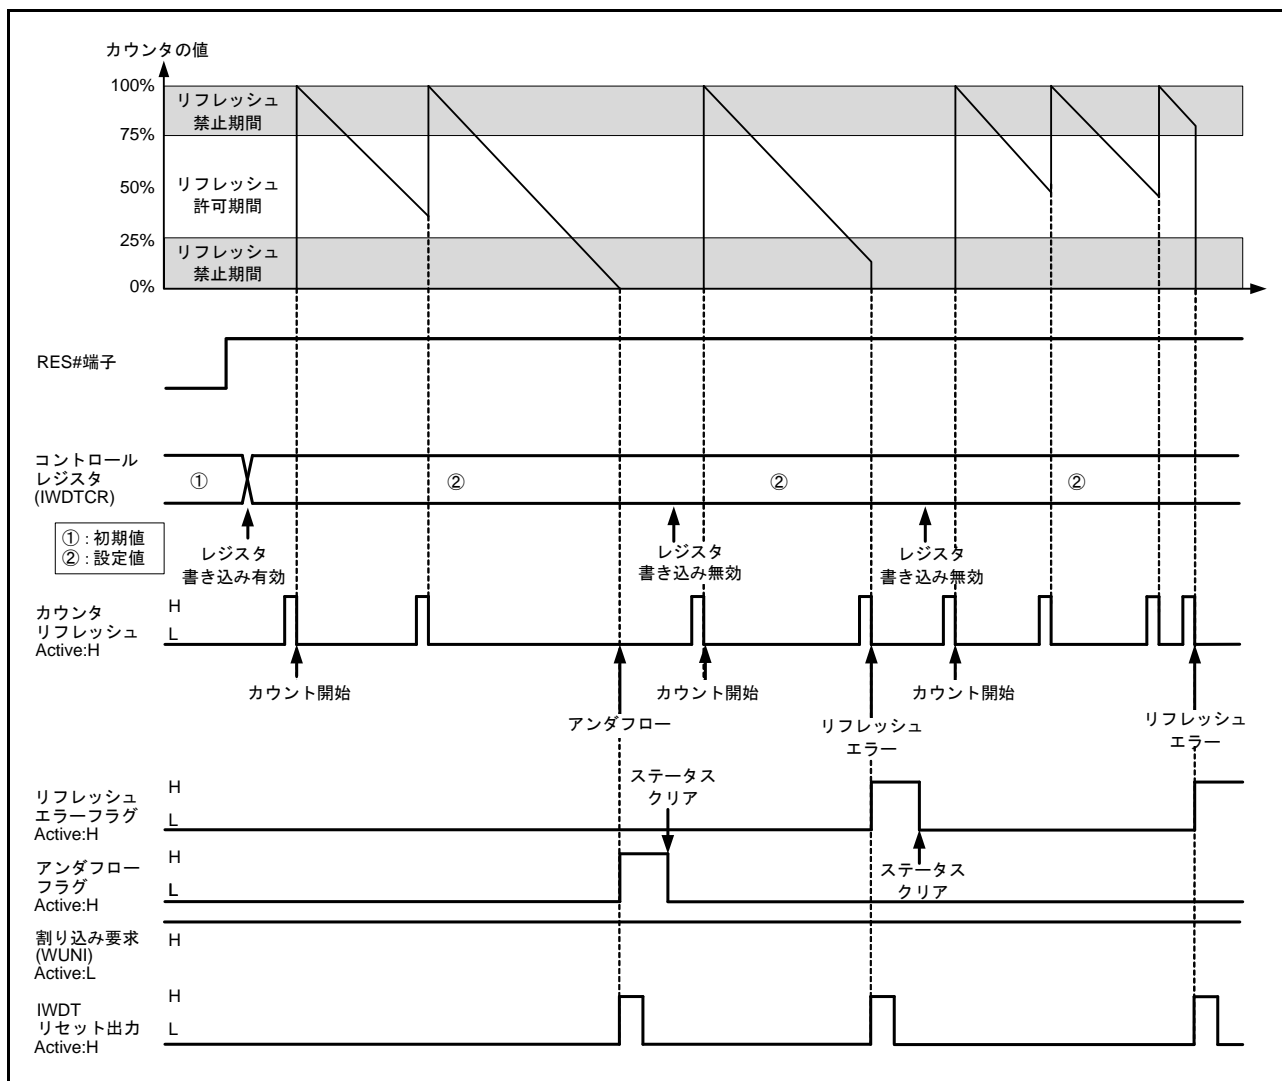 カウンタの値
100%
リフレッシュ
禁止期間
75%
50%
リフレッシュ
許可期間
25%
リフレッシュ
禁止期間
0%
RES#端子
コントロール
レジスタ
(IWDTCR)
①
②
②
②
①：初期値
②：設定値
レジスタ
書き込み有効
レジスタ
書き込み無効
レジスタ
書き込み無効
カウンタ
リフレッシュ
Active:H
H
L
カウント開始
カウント開始
カウント開始
アンダフロー
リフレッシュ
エラー
リフレッシュ
エラー
ステータス
クリア
リフレッシュ
エラーフラグ
Active:H
H
L
アンダフロー
フラグ
Active:H
H
L
ステータス
クリア
割り込み要求
(WUNI)
Active:L
H
IWDT
リセット出力
Active:H
H
L